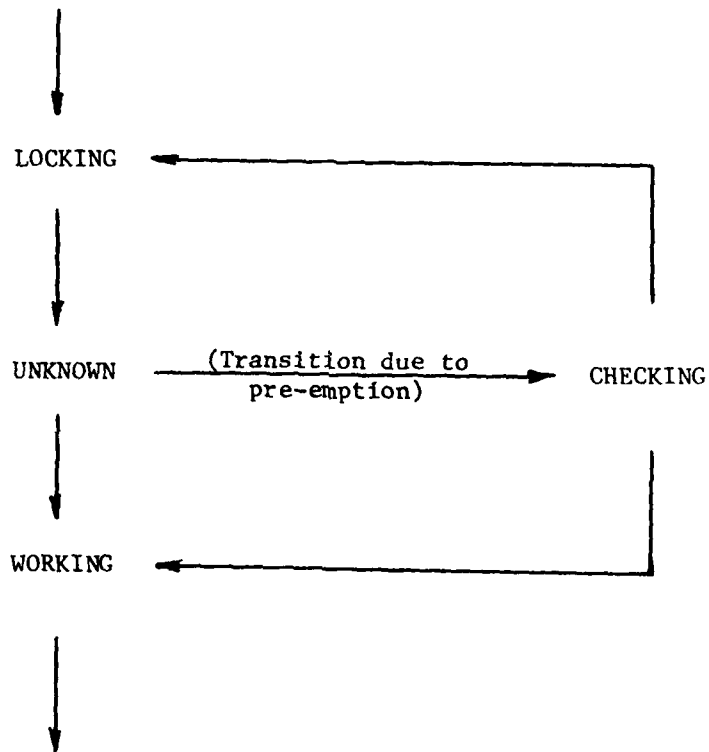 LOCKING
UNKNOWN
(Transition due to
pre-emption)
CHECKING
WORKING